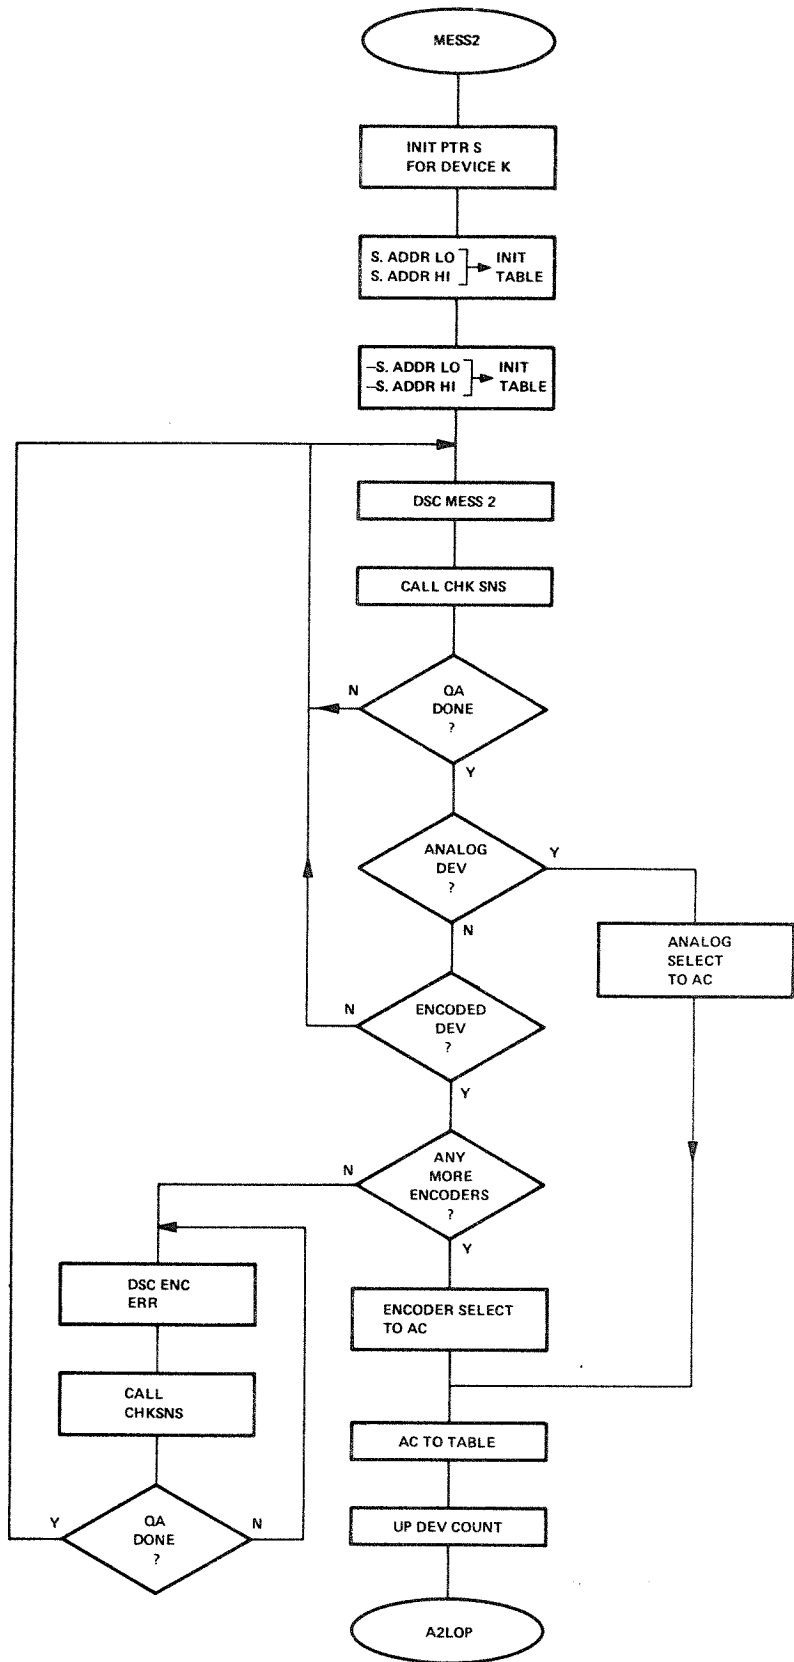 MESS2
INIT PTR S
FOR DEVICE K
S. ADDR LO
S. ADDR HI
INIT
TABLE
–S. ADDR LO
–S. ADDR HI
INIT
TABLE
DSC MESS 2
CALL CHK SNS
N
QA
DONE
?
Y
ANALOG
DEV
?
Y
N
ANALOG
SELECT
TO AC
N
ENCODED
DEV
?
Y
N
ANY
MORE
ENCODERS
?
Y
DSC ENC
ERR
ENCODER SELECT
TO AC
CALL
CHKSNS
AC TO TABLE
Y
QA
DONE
?
N
UP DEV COUNT
A2LOP